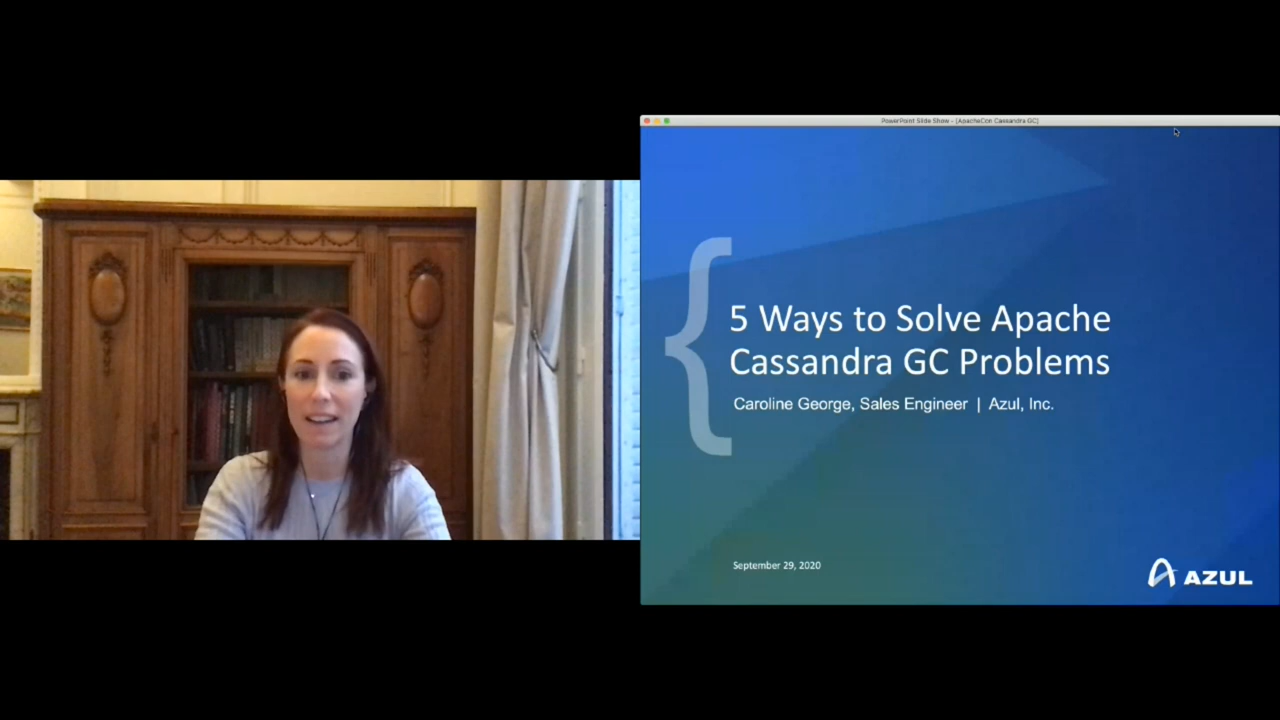 PowerPoint Slide Show - [ApacheCon Cassandra GC]
5 Ways to Solve Apache
Cassandra GC Problems
Caroline George, Sales Engineer | Azul, Inc.
September 29, 2020
AZUL